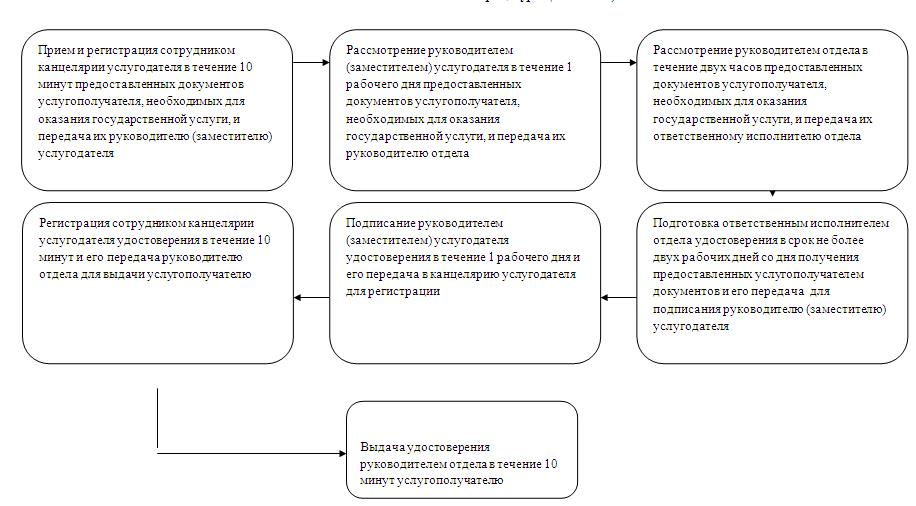 Прием и регистрация сотрудником
канцелярии услугодателя в течение 10
минут предоставленных документов
услугополучателя, необходимых для
оказания государственной услуги, и
передача их руководителю (заместителю)
услугодателя
Рассмотрение руководителем
(заместителем) услугодателя в течение 1
рабочего дня предоставленных
документов услугополучателя,
необходимых для оказания
государственной услуги, и передача их
руководителю отдела
Рассмотрение руководителем отдела в
течение двух часов предоставленных
документов услугополучателя,
необходимых для оказания
государственной услуги, и передача их
ответственному исполнителю отдела
Подготовка ответственным исполнителем
отдела удостоверения в срок не более
двух рабочих дней со дня получения
предоставленных услугополучателем
документов и его передача для
подписания руководителю (заместителю)
услугодателя
Подписание руководителем
(заместителем) услугодателя
удостоверения в течение 1 рабочего дня и
его передача в канцелярию услугодателя
для регистрации
Регистрация сотрудником канцелярии
услугодателя удостоверения в течение 10
минут и его передача руководителю
отдела для выдачи услугополучателю
Выдача удостоверения
руководителем отдела в течение 10
минут услугополучателю